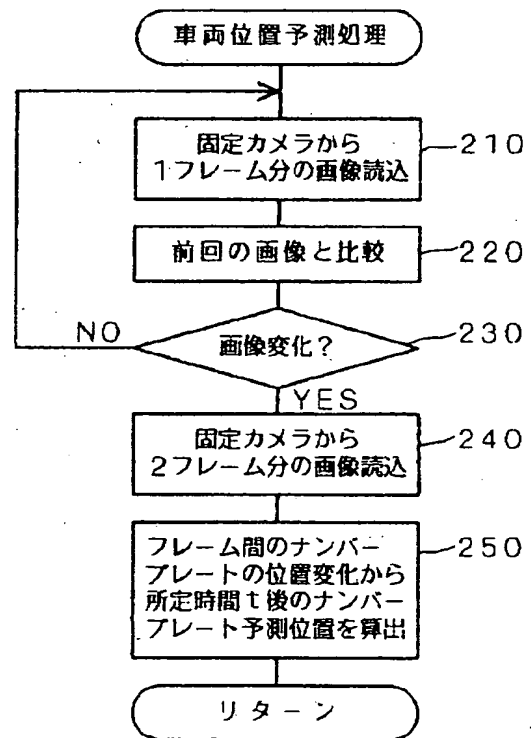 車両位置予測処理
固定カメラから
1フレーム分の画像読込
210
前回の画像と比較
220
画像変化?
230
NO
YES
固定カメラから
2フレーム分の画像読込
240
フレーム間のナンバー
プレートの位置変化から
所定時間t後のナンバー
プレート予測位置を算出
250
リターン